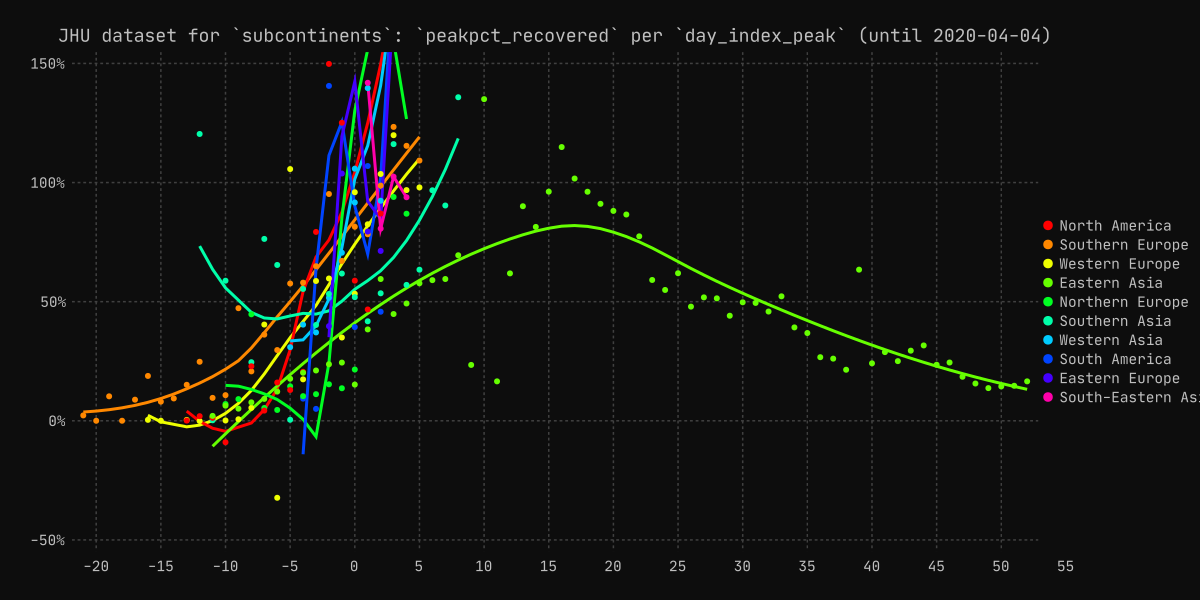 JHU dataset for `subcontinents`: `peakpct_recovered` per `day_index_peak` (until 2020-04-04)
150%
100%
50%
0%
-50%
-20 -15 -10 -5 0 5 10 15 20 25 30 35 40 45 50 55
North America
Southern Europe
Western Europe
Eastern Asia
Northern Europe
Southern Asia
Western Asia
South America
Eastern Europe
South-Eastern Asi